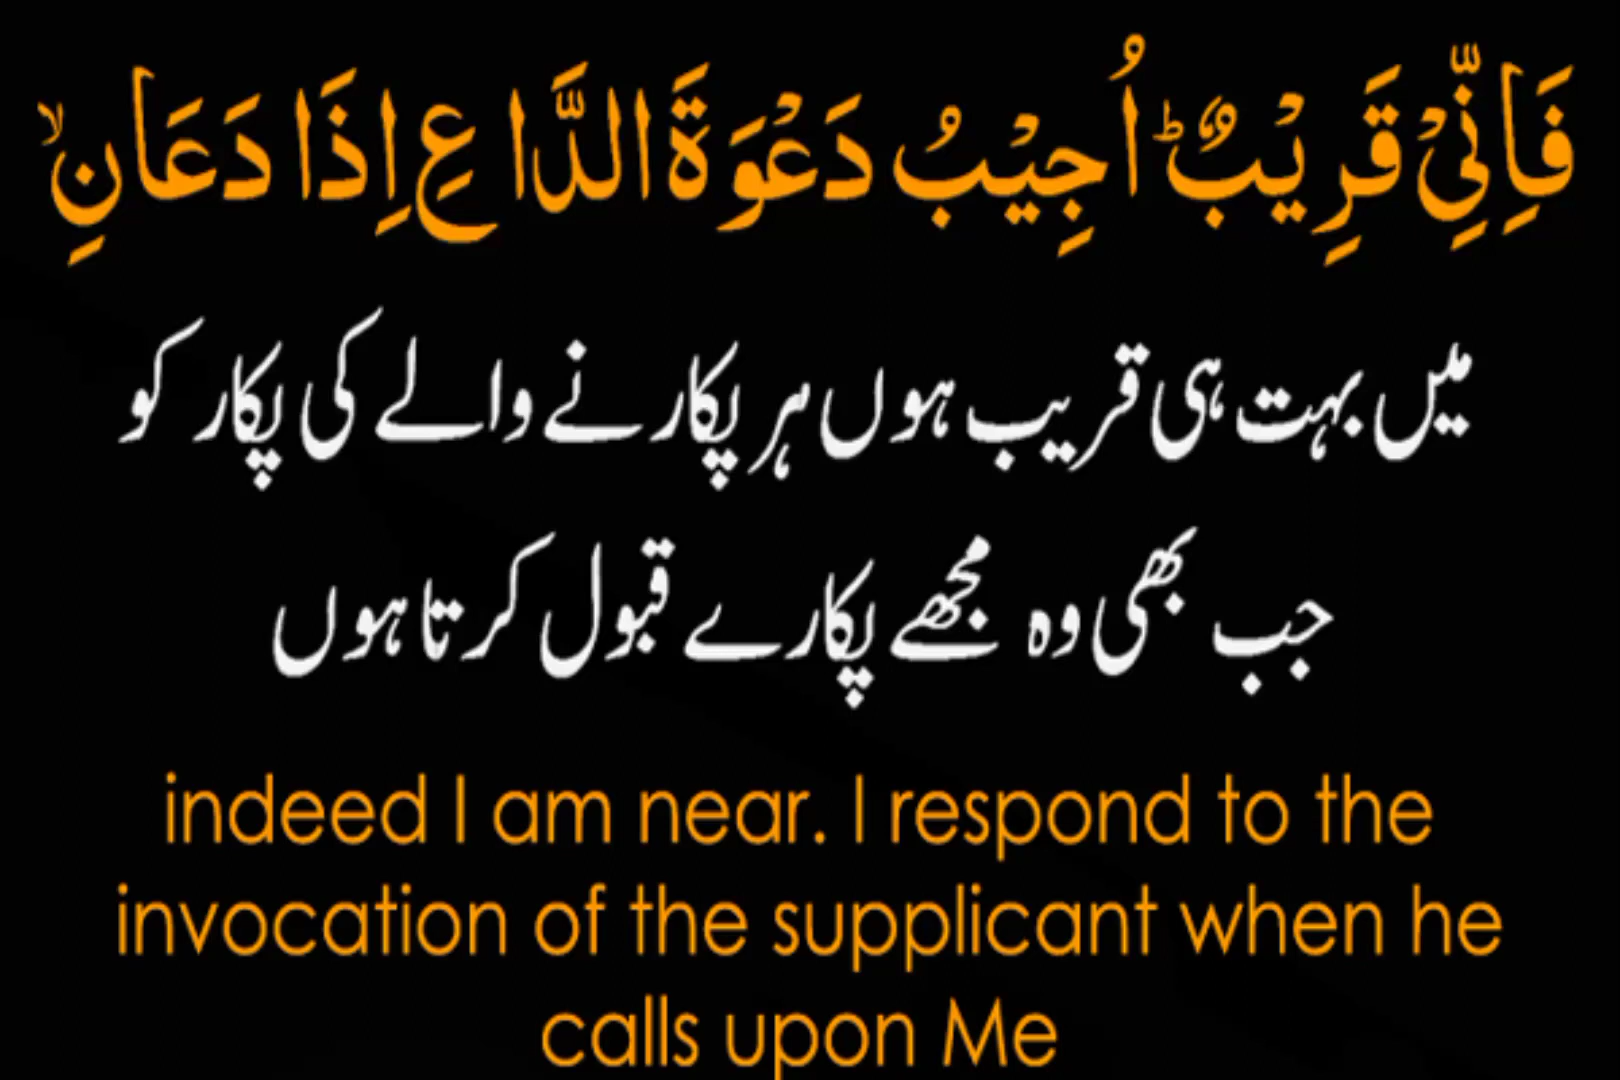 فَاِنِّیْ قَرِیْبٌ ؕ اُجِیْبُ دَعْوَةَ الدَّاعِ اِذَا دَعَانِ ۙ
میں بہت ہی قریب ہوں ہر پکارنے والے کی پکار کو
جب بھی وہ مجھے پکارے قبول کرتا ہوں
indeed I am near. I respond to the
invocation of the supplicant when he
calls upon Me